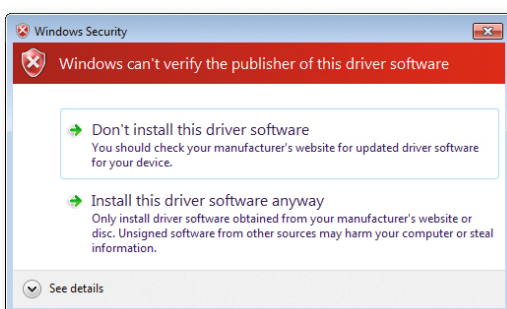 Windows Security
Windows can't verify the publisher of this driver software
Don't install this driver software
You should check your manufacturer's website for updated driver software
for your device.
Install this driver software anyway
Only install driver software obtained from your manufacturer's website or
disc. Unsigned software from other sources may harm your computer or steal
information.
See details